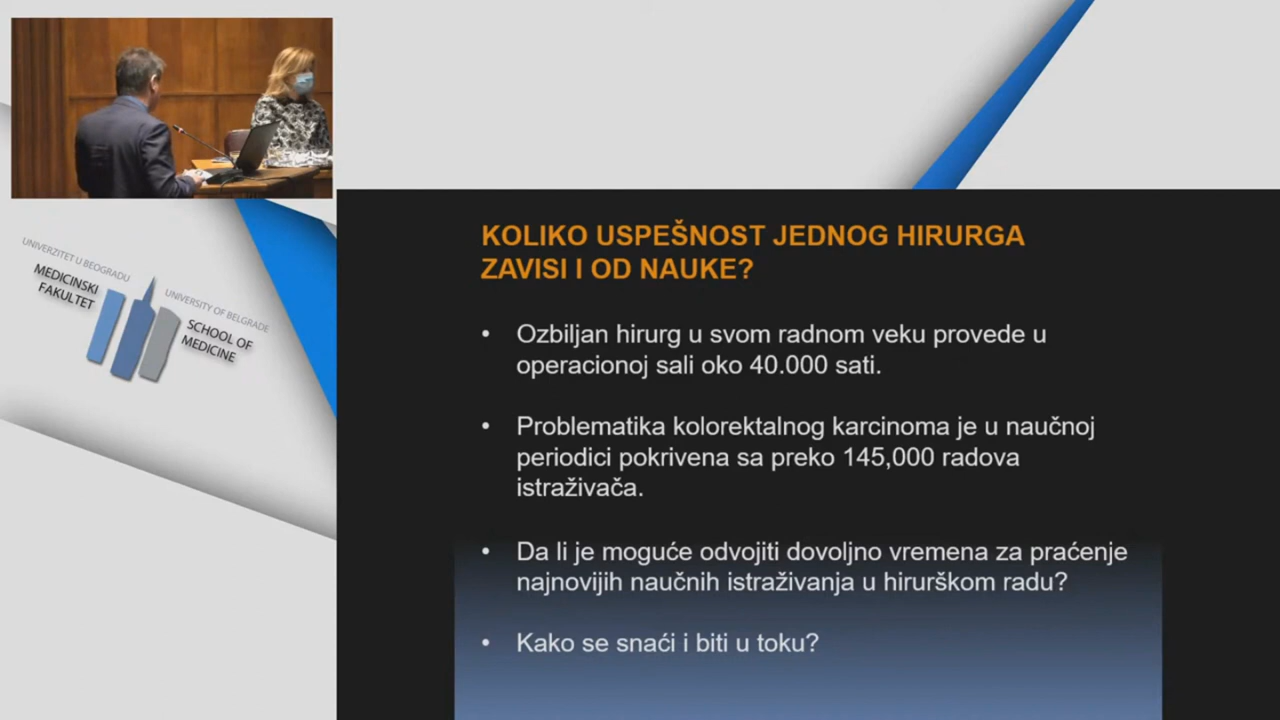 UNIVERZITET U BEOGRADU
MEDICINSKI
FAKULTET
UNIVERSITY OF BELGRADE
SCHOOL OF
MEDICINE
KOLIKO USPEŠNOST JEDNOG HIRURGA
ZAVISI I OD NAUKE?
• Ozbiljan hirurg u svom radnom veku provede u
operacionoj sali oko 40.000 sati.
• Problematika kolorektalnog karcinoma je u naučnoj
periodici pokrivena sa preko 145,000 radova
istraživača.
• Da li je moguće odvojiti dovoljno vremena za praćenje
najnovijih naučnih istraživanja u hirurškom radu?
• Kako se snaći i biti u toku?